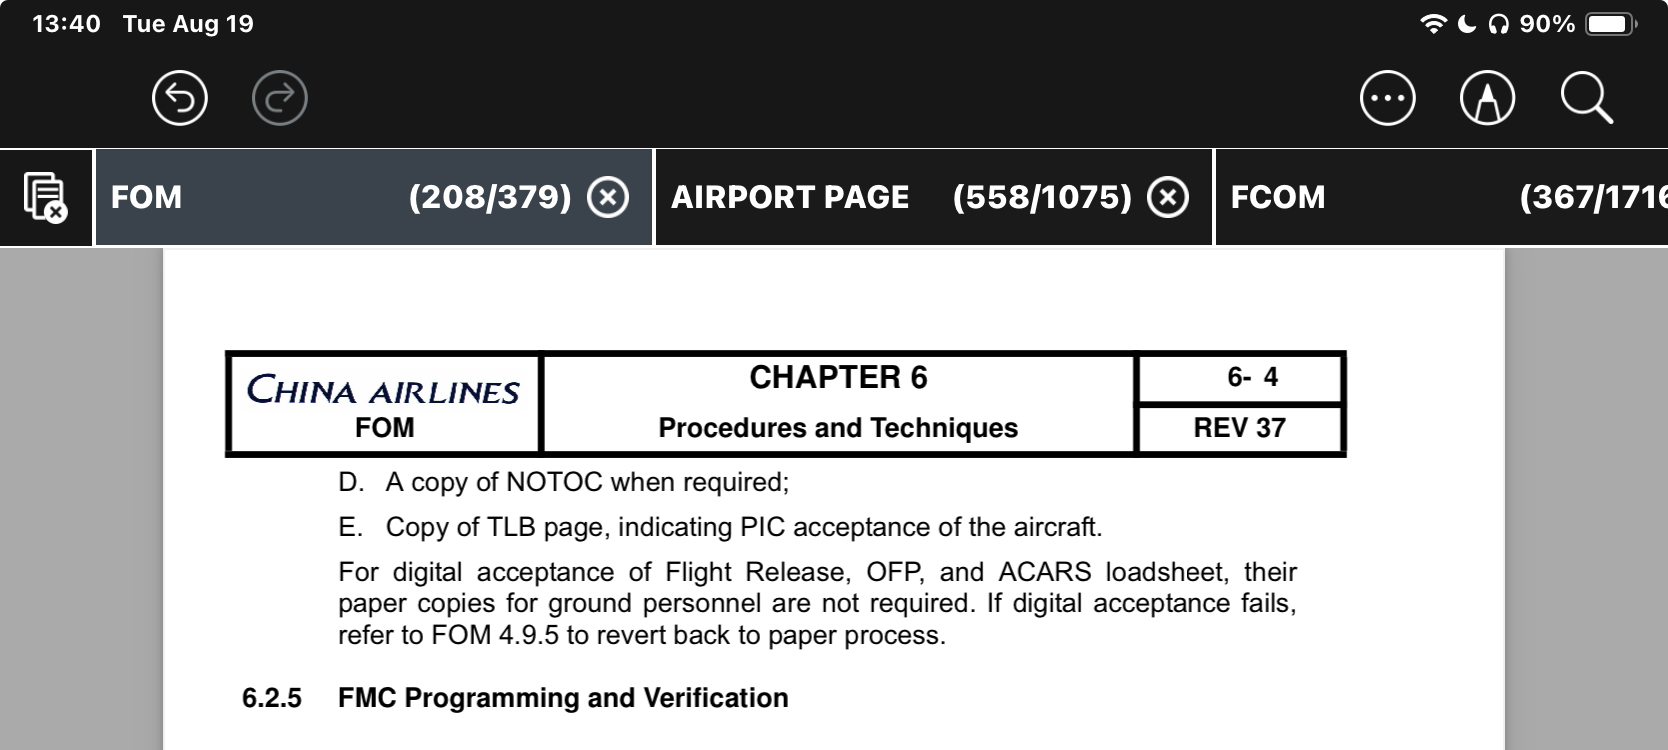 13:40 Tue Aug 19
90%
FOM (208/379)
AIRPORT PAGE (558/1075)
FCOM (367/1716
CHINA AIRLINES
FOM
CHAPTER 6
Procedures and Techniques
6- 4
REV 37
D. A copy of NOTOC when required;
E. Copy of TLB page, indicating PIC acceptance of the aircraft.
For digital acceptance of Flight Release, OFP, and ACARS loadsheet, their
paper copies for ground personnel are not required. If digital acceptance fails,
refer to FOM 4.9.5 to revert back to paper process.
6.2.5 FMC Programming and Verification